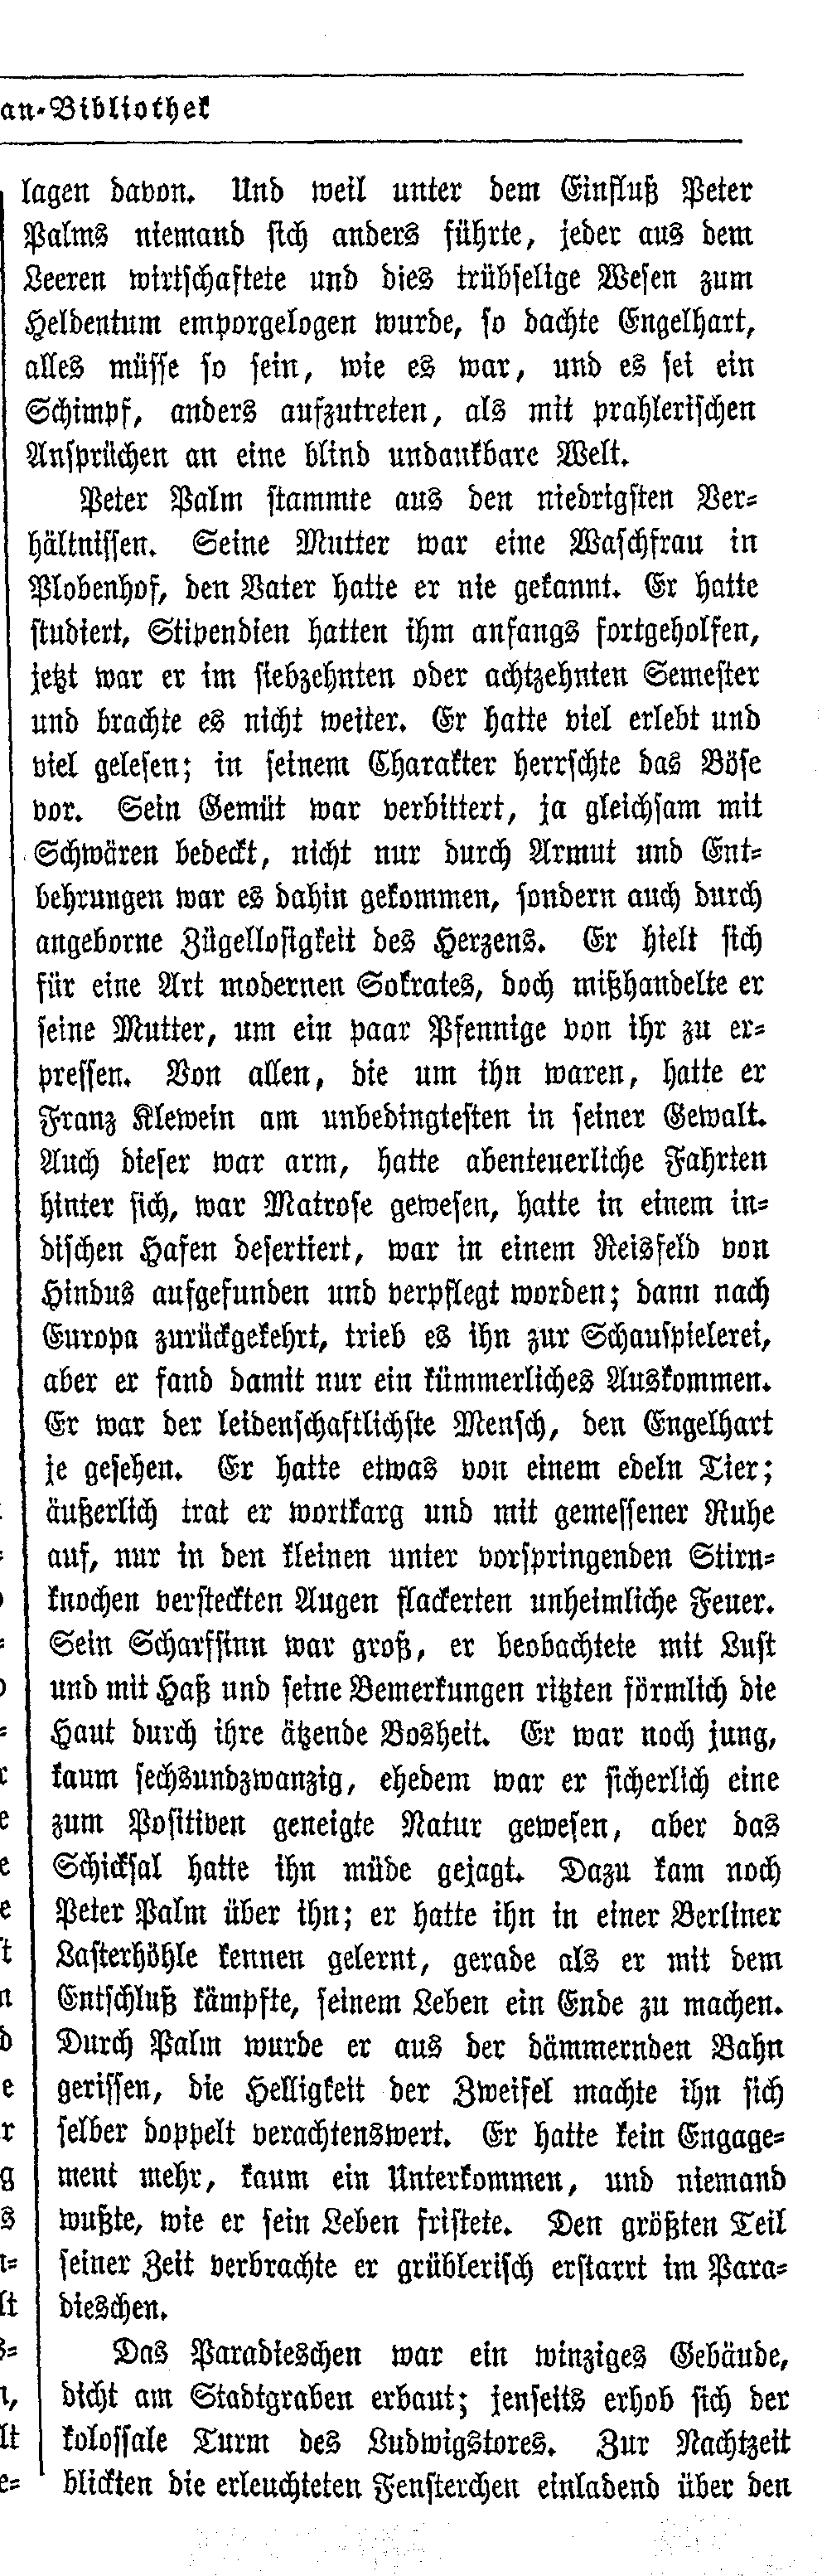 an-Bibliothek
lagen davon. Und weil unter dem Einfluß Peter
Palms niemand sich anders führte, jeder aus dem
Leeren wirtschaftete und dies trübselige Wesen zum
Heldentum emporgelogen wurde, so dachte Engelhart,
alles müsse so sein, wie es war, und es sei ein
Schimpf, anders aufzutreten, als mit prahlerischen
Ansprüchen an eine blind undankbare Welt.
Peter Palm stammte aus den niedrigsten Ver-
hältnissen. Seine Mutter war eine Waschfrau in
Plobenhof, den Vater hatte er nie gekannt. Er hatte
studiert, Stipendien hatten ihm anfangs fortgeholfen,
jetzt war er im siebzehnten oder achtzehnten Semester
und brachte es nicht weiter. Er hatte viel erlebt und
viel gelesen; in seinem Charakter herrschte das Böse
vor. Sein Gemüt war verbittert, ja gleichsam mit
Schwären bedeckt, nicht nur durch Armut und Ent-
behrungen war es dahin gekommen, sondern auch durch
angeborne Zügellosigkeit des Herzens. Er hielt sich
für eine Art modernen Sokrates, doch mißhandelte er
seine Mutter, um ein paar Pfennige von ihr zu er-
pressen. Von allen, die um ihn waren, hatte er
Franz Klewein am unbedingtesten in seiner Gewalt.
Auch dieser war arm, hatte abenteuerliche Fahrten
hinter sich, war Matrose gewesen, hatte in einem in-
dischen Hafen desertiert, war in einem Reisfeld von
Hindus aufgefunden und verpflegt worden; dann nach
Europa zurückgekehrt, trieb es ihn zur Schauspielerei,
aber er fand damit nur ein kümmerliches Auskommen.
Er war der leidenschaftlichste Mensch, den Engelhart
je gesehen. Er hatte etwas von einem edeln Tier;
äußerlich trat er wortkarg und mit gemessener Ruhe
auf, nur in den kleinen unter vorspringenden Stirn-
knochen versteckten Augen flackerten unheimliche Feuer.
Sein Scharfsinn war groß, er beobachtete mit Lust
und mit Haß und seine Bemerkungen ritzten förmlich die
Haut durch ihre ätzende Bosheit. Er war noch jung,
kaum sechsundzwanzig, ehedem war er sicherlich eine
zum Positiven geneigte Natur gewesen, aber das
Schicksal hatte ihn müde gejagt. Dazu kam noch
Peter Palm über ihn; er hatte ihn in einer Berliner
Lasterhöhle kennen gelernt, gerade als er mit dem
Entschluß kämpfte, seinem Leben ein Ende zu machen.
Durch Palm wurde er aus der dämmernden Bahn
gerissen, die Helligkeit der Zweifel machte ihn sich
selber doppelt verachtenswert. Er hatte kein Engage-
ment mehr, kaum ein Unterkommen, und niemand
wußte, wie er sein Leben fristete. Den größten Teil
seiner Zeit verbrachte er grüblerisch erstarrt im Para-
dieschen.
Das Paradieschen war ein winziges Gebäude,
dicht am Stadtgraben erbaut; jenseits erhob sich der
kolossale Turm des Ludwigstores. Zur Nachtzeit
blickten die erleuchteten Fensterchen einladend über den